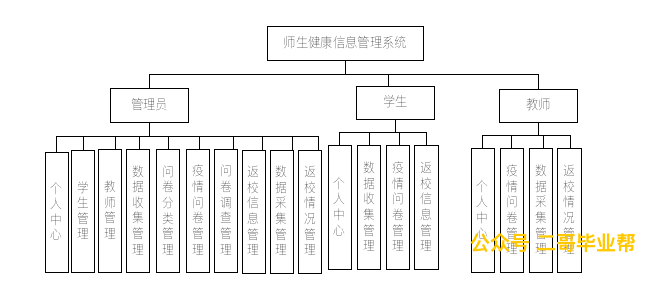 师生健康信息管理系统
管理员
学生
教师
个人中心
学生管理
教师管理
数据收集管理
问卷分类管理
疫情问卷管理
问卷调查管理
返校信息管理
数据采集管理
返校情况管理
个人中心
数据收集管理
疫情问卷管理
返校信息管理
个人中心
疫情问卷管理
数据采集管理
返校情况管理
公众号 二哥毕业帮